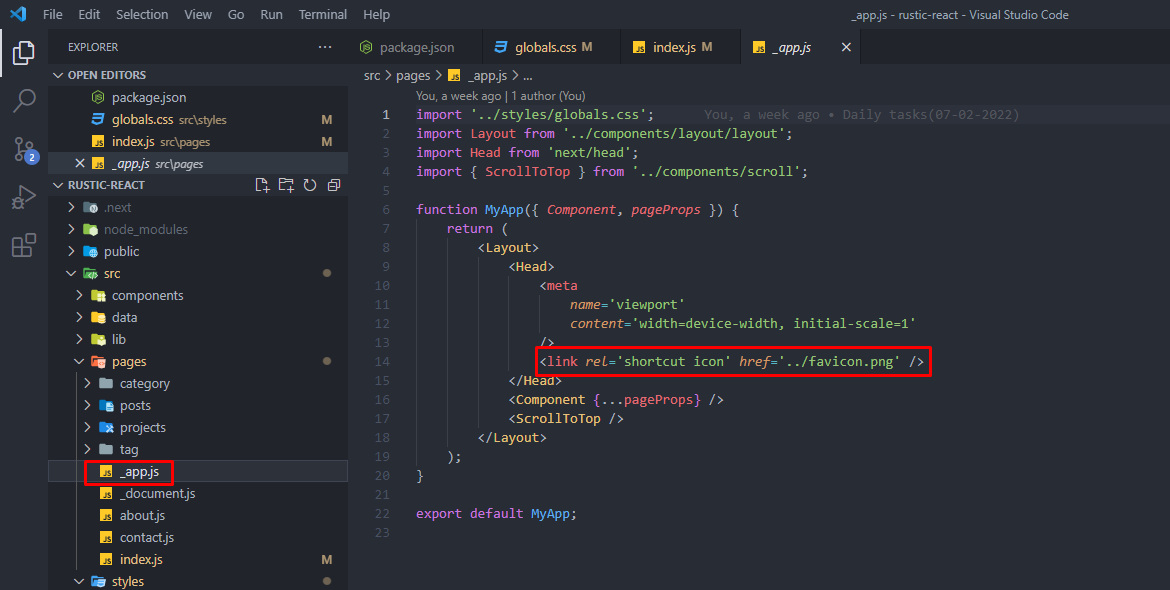 File Edit Selection View Go Run Terminal Help _app.js - rustic-react - Visual Studio Code
EXPLORER ···
package.json globals.css M index.js M _app.js ×
OPEN EDITORS
package.json
globals.css src\styles M
index.js src\pages M
× _app.js src\pages
RUSTIC-REACT
.next
node_modules
public
src
components
data
lib
pages
category
posts
projects
tag
_app.js
_document.js
about.js
contact.js
index.js M
styles
2
src > pages > _app.js > ...
You, a week ago | 1 author (You)
1 import '../styles/globals.css'; You, a week ago • Daily tasks(07-02-2022)
2 import Layout from '../components/layout/layout';
3 import Head from 'next/head';
4 import { ScrollToTop } from '../components/scroll';
5
6 function MyApp({ Component, pageProps }) {
7 return (
8 <Layout>
9 <Head>
10 <meta
11 name='viewport'
12 content='width=device-width, initial-scale=1'
13 />
14 <link rel='shortcut icon' href='../favicon.png' />
15 </Head>
16 <Component {...pageProps} />
17 <ScrollToTop />
18 </Layout>
19 );
20 }
21
22 export default MyApp;
23